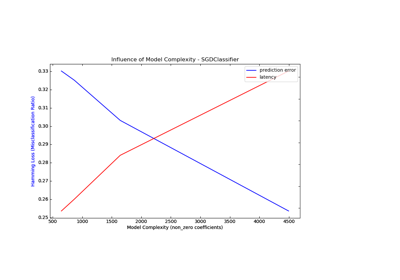 Influence of Model Complexity - SGDClassifier
prediction error
latency
0.33
0.32
0.31
0.30
0.29
0.28
0.27
0.26
0.25
Hamming Loss (Misclassification Ratio)
500 1000 1500 2000 2500 3000 3500 4000 4500
Model Complexity (non_zero coefficients)